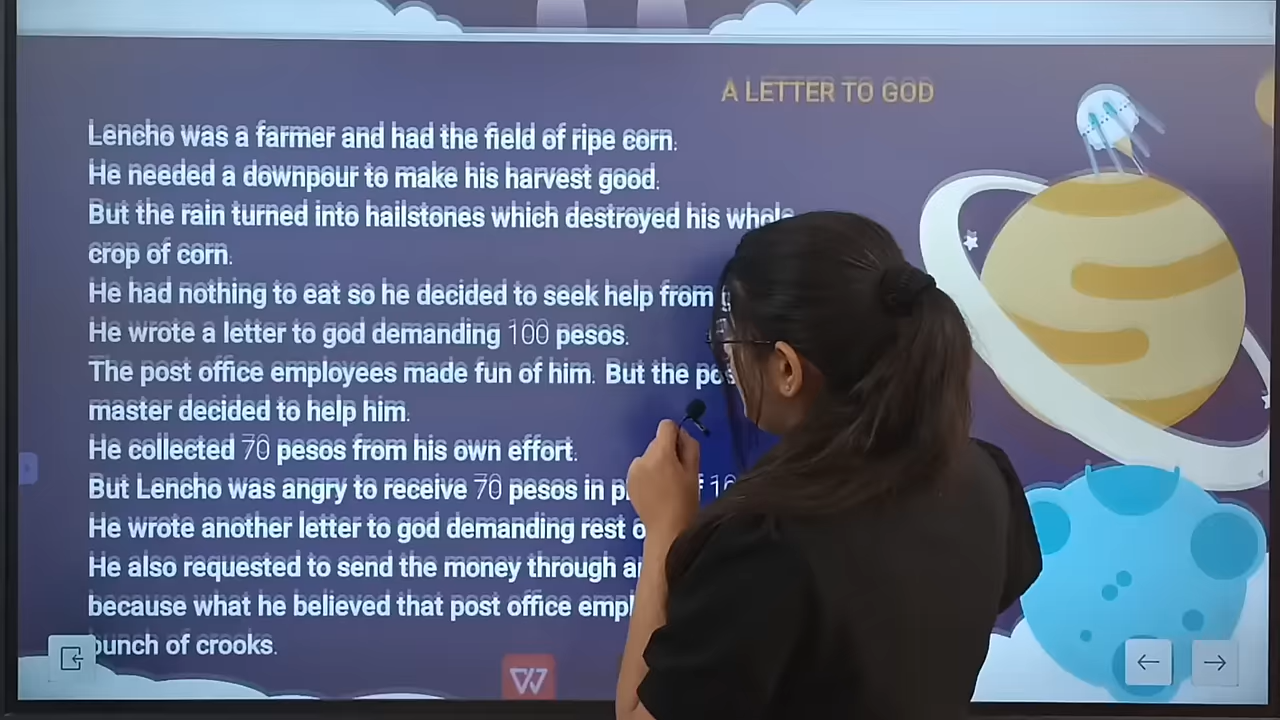 A LETTER TO GOD
Lencho was a farmer and had the field of ripe corn.
He needed a downpour to make his harvest good.
But the rain turned into hailstones which destroyed his whole
crop of corn.
He had nothing to eat so he decided to seek help from
He wrote a letter to god demanding 100 pesos.
The post office employees made fun of him. But the
master decided to help him.
He collected 70 pesos from his own effort.
But Lencho was angry to receive 70 pesos in
He wrote another letter to god demanding rest
He also requested to send the money through
because what he believed that post office
bunch of crooks.